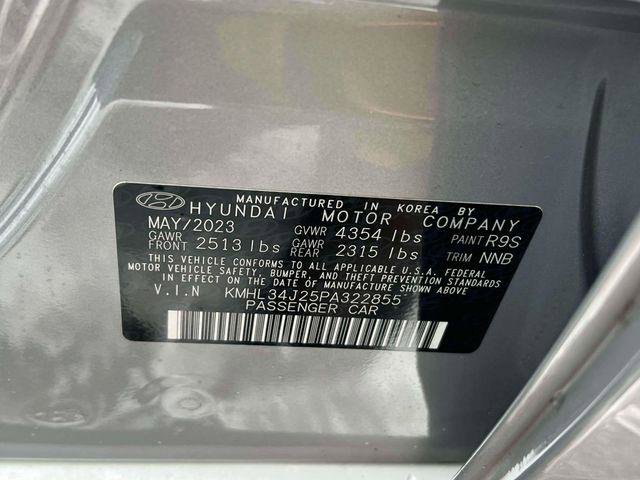 MANUFACTURED IN KOREA BY
HYUNDAI MOTOR COMPANY
MAY/2023 GVWR 4354 lbs PAINT R9S
GAWR FRONT 2513 lbs GAWR REAR 2315 lbs TRIM NNB
THIS VEHICLE CONFORMS TO ALL APPLICABLE U.S.A. FEDERAL
MOTOR VEHICLE SAFETY, BUMPER, AND THEFT PREVENTION STANDARDS
IN EFFECT ON THE DATE OF MANUFACTURE SHOWN ABOVE.
V.I.N KMHL34J25PA322855
PASSENGER CAR